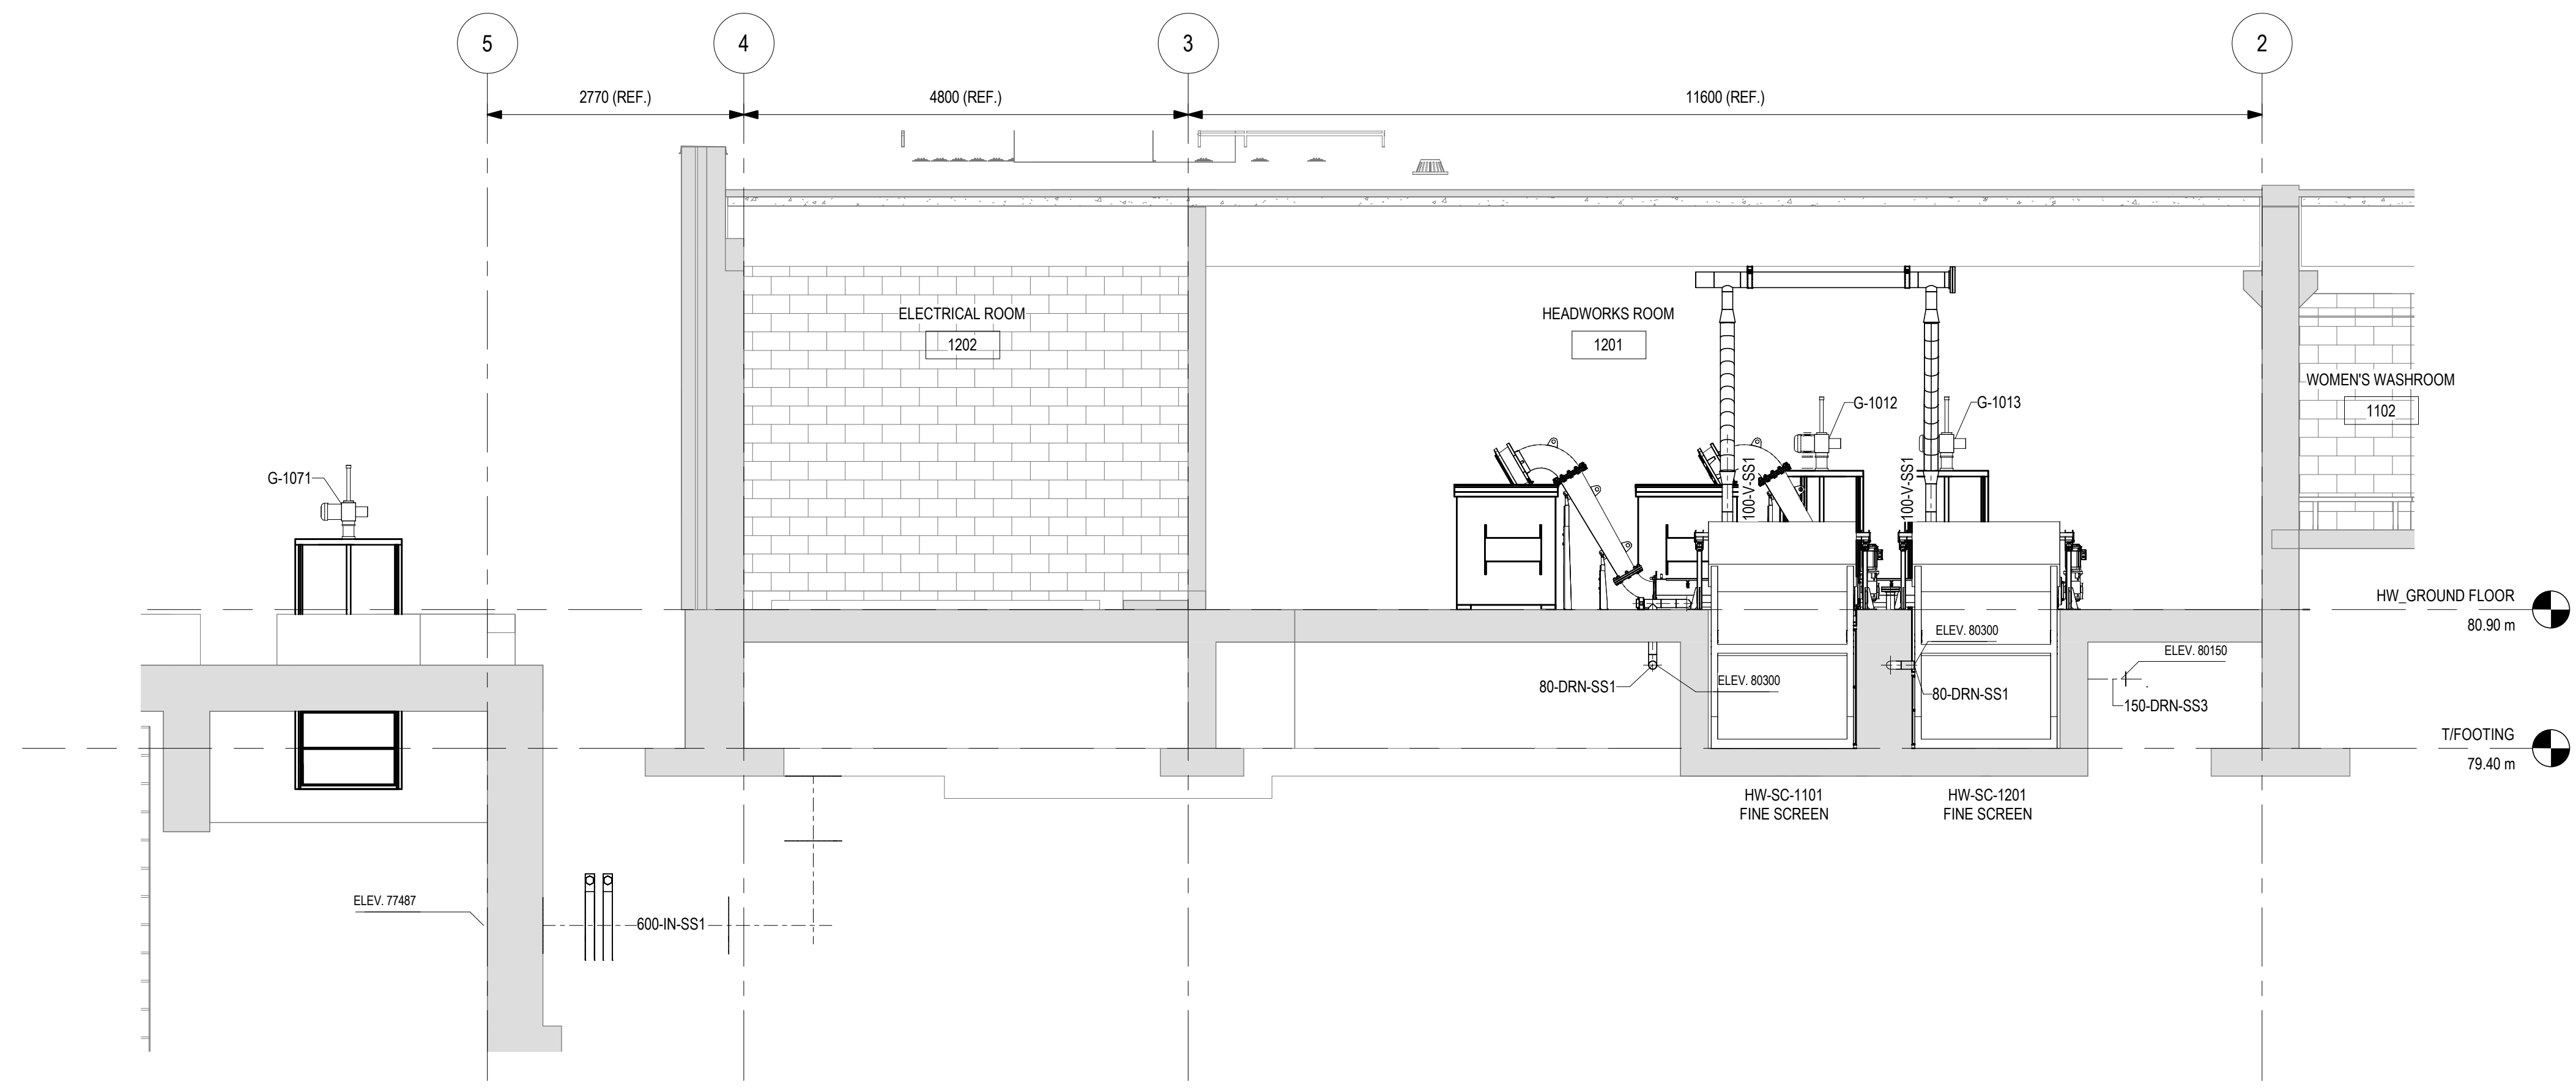 5
4
3
2
2770 (REF.)
4800 (REF.)
11600 (REF.)
ELECTRICAL ROOM
1202
HEADWORKS ROOM
1201
WOMEN'S WASHROOM
1102
G-1012
G-1013
G-1071
100-V-SS1
100-V-SS1
HW_GROUND FLOOR
80.90 m
ELEV. 80300
ELEV. 80150
80-DRN-SS1
ELEV. 80300
80-DRN-SS1
150-DRN-SS3
T/FOOTING
79.40 m
HW-SC-1101
FINE SCREEN
HW-SC-1201
FINE SCREEN
ELEV. 77487
600-IN-SS1